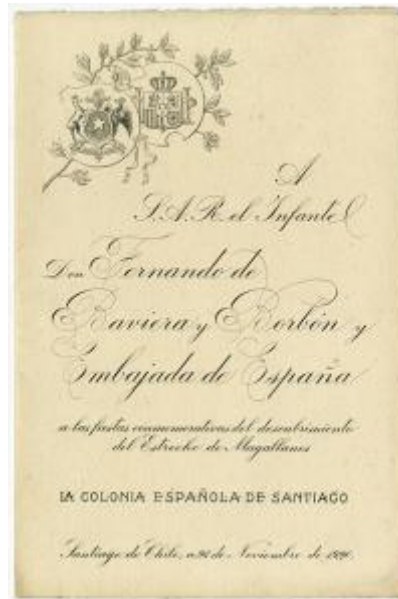 A
S.A.R. el Infante
Don Fernando de
Baviera y Borbón y
Embajada de España
a las fiestas conmemorativas del descubrimiento
del Estrecho de Magallanes
LA COLONIA ESPAÑOLA DE SANTIAGO
Santiago de Chile, a de Noviembre de